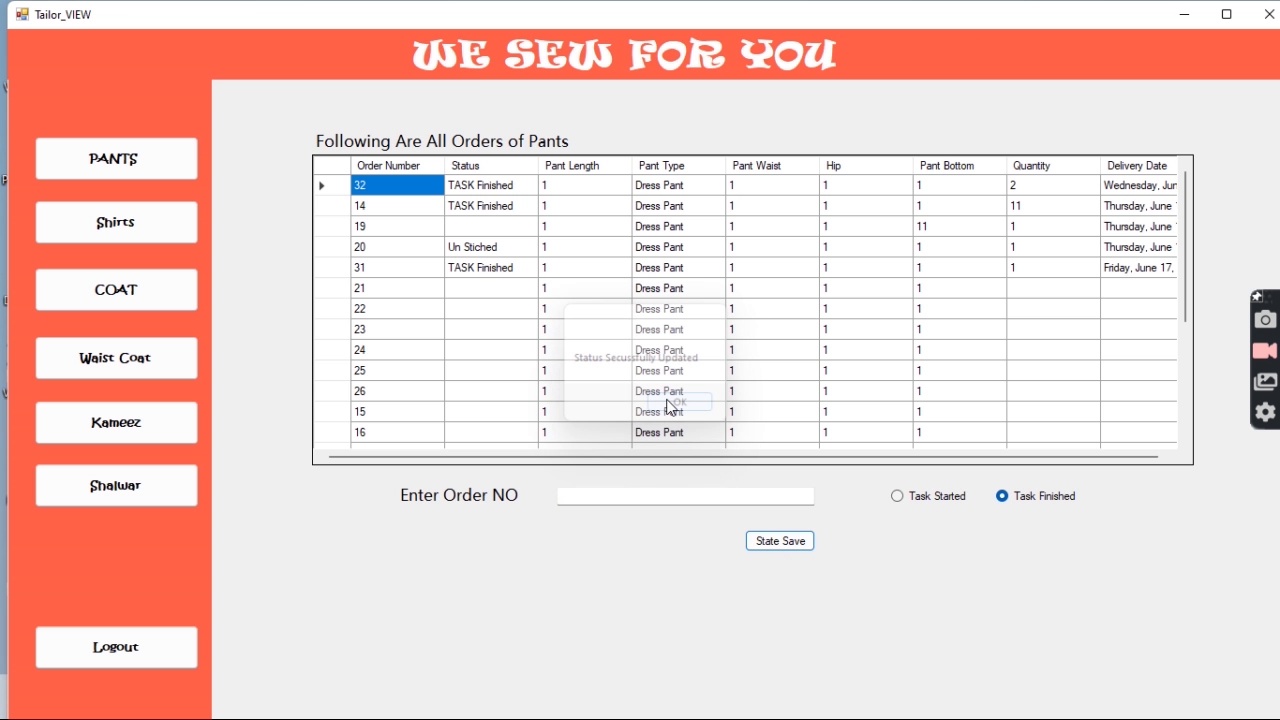 Tailor_VIEW
WE SEW FOR YOU
PANTS
Shirts
COAT
Waist Coat
Kameez
Shalwar
Logout
Following Are All Orders of Pants
Order Number Status Pant Length Pant Type Pant Waist Hip Pant Bottom Quantity Delivery Date
32 TASK Finished 1 Dress Pant 1 1 1 2 Wednesday, Jun
14 TASK Finished 1 Dress Pant 1 1 1 11 Thursday, June
19 1 Dress Pant 1 1 11 1 Thursday, June
20 Un Stiched 1 Dress Pant 1 1 1 1 Thursday, June
31 TASK Finished 1 Dress Pant 1 1 1 1 Friday, June 17,
21 1 Dress Pant 1 1 1
22 1 Dress Pant 1 1 1
23 1 Dress Pant 1 1 1
24 1 Dress Pant 1 1 1
Status Secussfully Updated
25 1 Dress Pant 1 1 1
26 1 Dress Pant 1 1 1
OK
15 1 Dress Pant 1 1 1
16 1 Dress Pant 1 1 1
Enter Order NO
Task Started
Task Finished
State Save